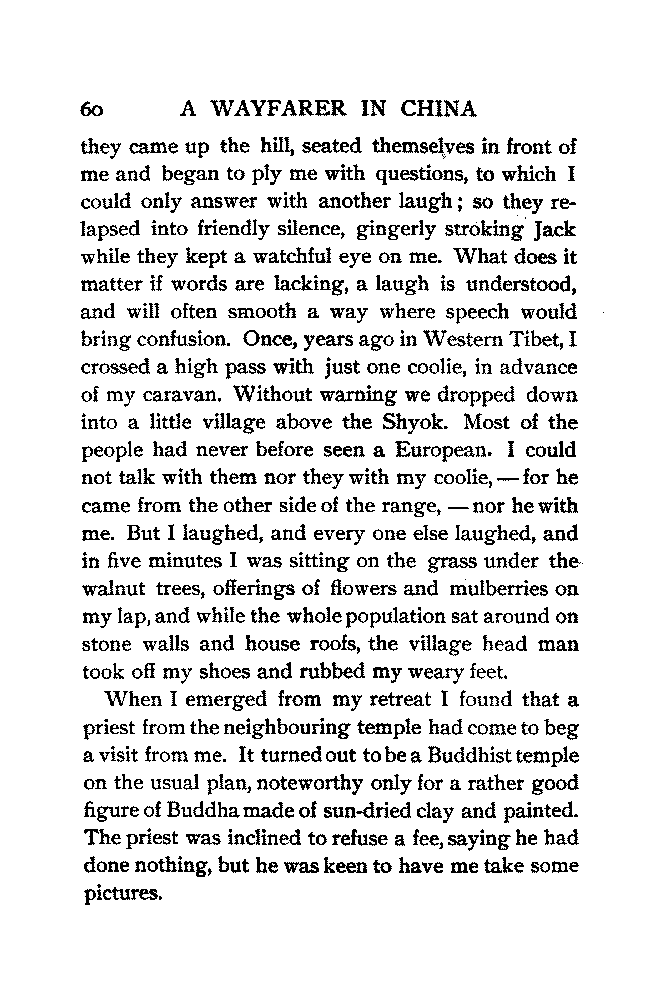 60 A WAYFARER IN CHINA
they came up the hill, seated themselves in front of
me and began to ply me with questions, to which I
could only answer with another laugh; so they re-
lapsed into friendly silence, gingerly stroking Jack
while they kept a watchful eye on me. What does it
matter if words are lacking, a laugh is understood,
and will often smooth a way where speech would
bring confusion. Once, years ago in Western Tibet, I
crossed a high pass with just one coolie, in advance
of my caravan. Without warning we dropped down
into a little village above the Shyok. Most of the
people had never before seen a European. I could
not talk with them nor they with my coolie, — for he
came from the other side of the range, — nor he with
me. But I laughed, and every one else laughed, and
in five minutes I was sitting on the grass under the
walnut trees, offerings of flowers and mulberries on
my lap, and while the whole population sat around on
stone walls and house roofs, the village head man
took off my shoes and rubbed my weary feet.
When I emerged from my retreat I found that a
priest from the neighbouring temple had come to beg
a visit from me. It turned out to be a Buddhist temple
on the usual plan, noteworthy only for a rather good
figure of Buddha made of sun-dried clay and painted.
The priest was inclined to refuse a fee, saying he had
done nothing, but he was keen to have me take some
pictures.